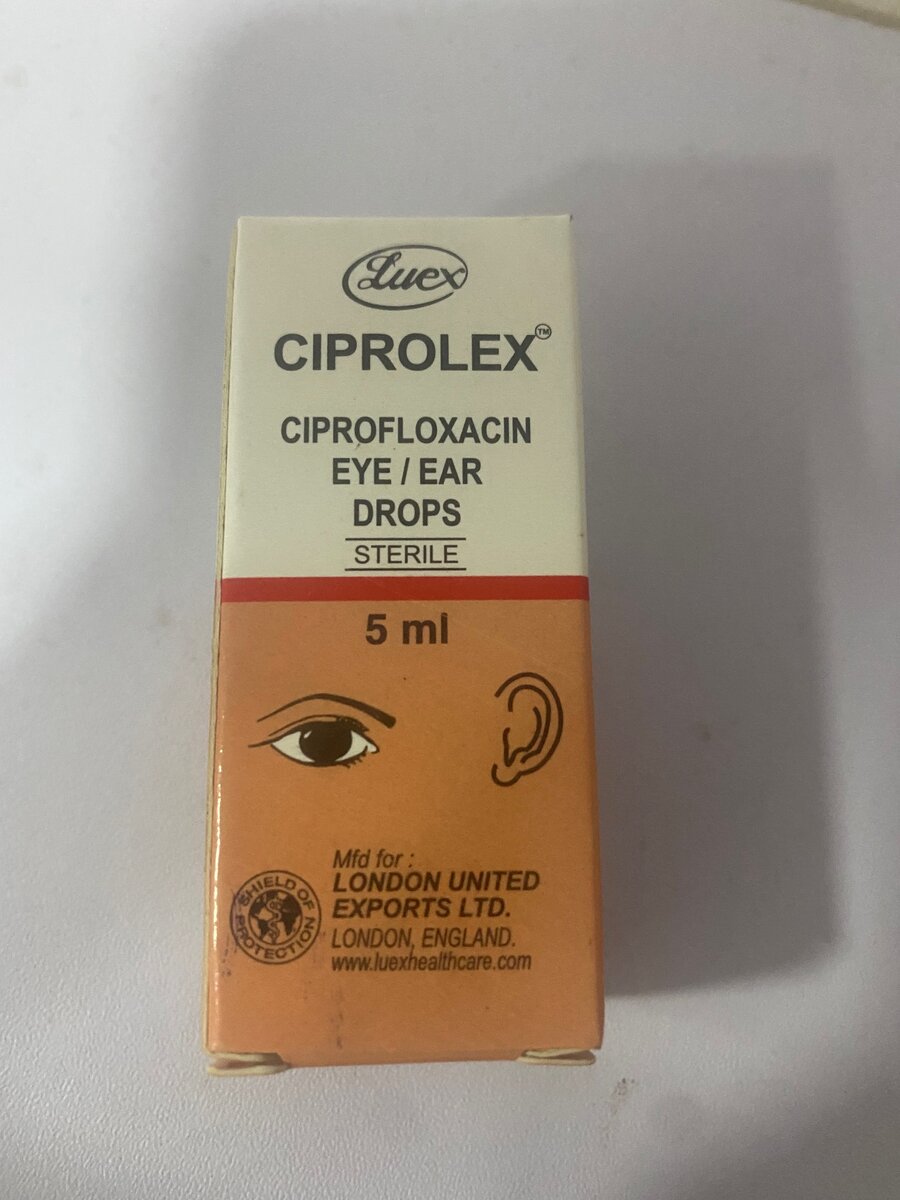 Luex
CIPROLEX™
CIPROFLOXACIN
EYE / EAR
DROPS
STERILE
5 ml
Mfd for :
LONDON UNITED
EXPORTS LTD.
LONDON, ENGLAND.
www.luexhealthcare.com
SHIELD OF
PROTECTION